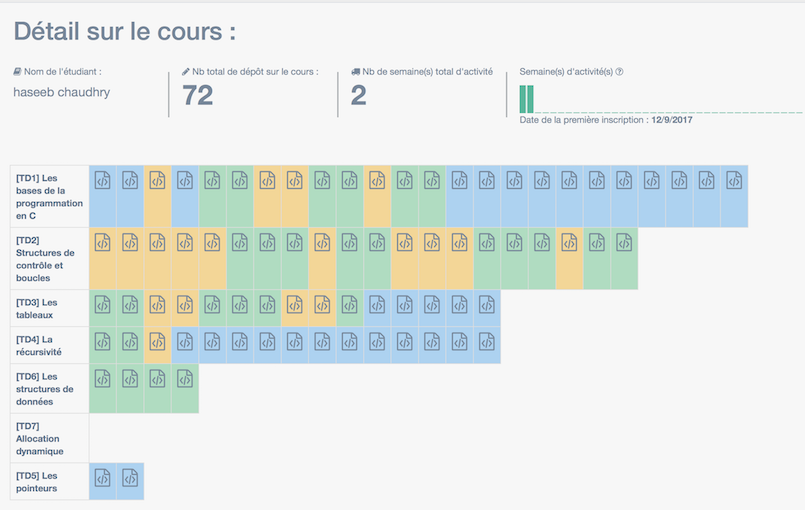 Détail sur le cours :
Nom de l'étudiant :
haseeb chaudhry
Nb total de dépôt sur le cours :
72
Nb de semaine(s) total d'activité
2
Semaine(s) d'activité(s)
Date de la première inscription : 12/9/2017
[TD1] Les
bases de la
programmation
en C
[TD2]
Structures de
contrôle et
boucles
[TD3] Les
tableaux
[TD4] La
récursivité
[TD6] Les
structures de
données
[TD7]
Allocation
dynamique
[TD5] Les
pointeurs